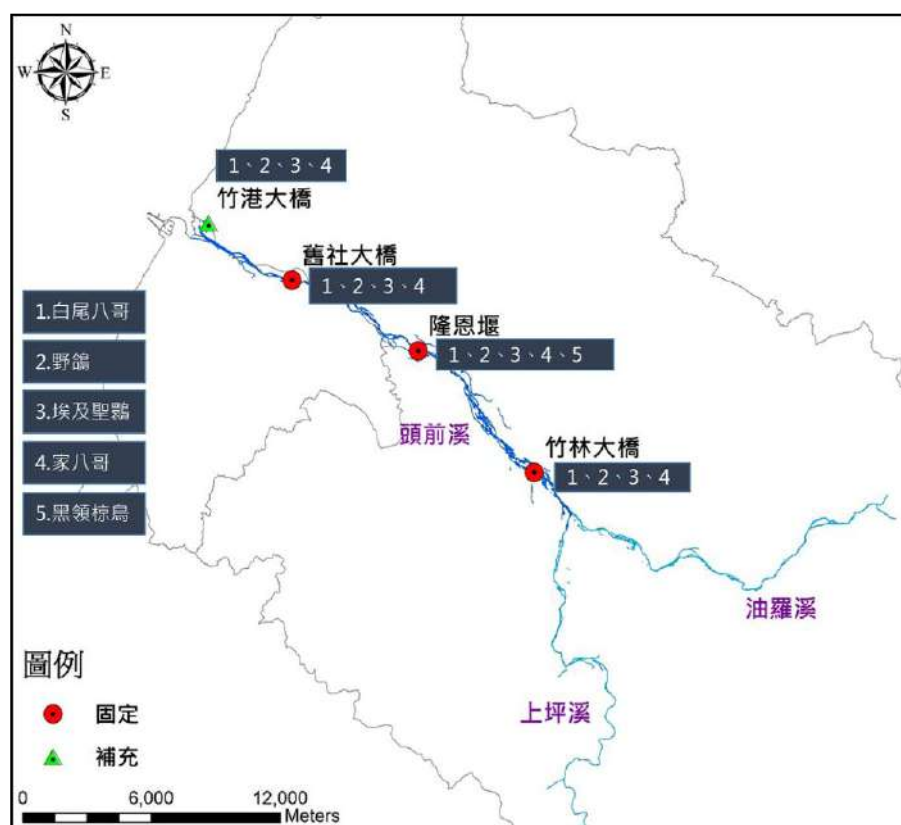 N
W
E
S
1、2、3、4
竹港大橋
舊社大橋
1、2、3、4
隆恩堰
1、2、3、4、5
頭前溪
竹林大橋
1、2、3、4
1.白尾八哥
2.野鴿
3.埃及聖䴉
4.家八哥
5.黑領椋鳥
油羅溪
上坪溪
圖例
固定
補充
0 6,000 12,000
Meters